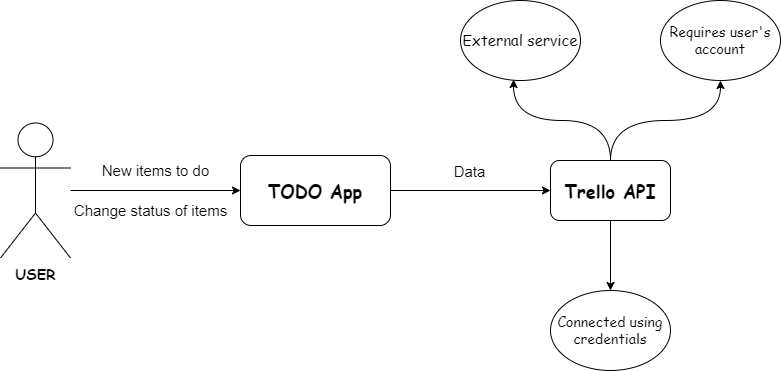 External service
Requires user's
account
New items to do
Change status of items
TODO App
Data
Trello API
USER
Connected using
credentials